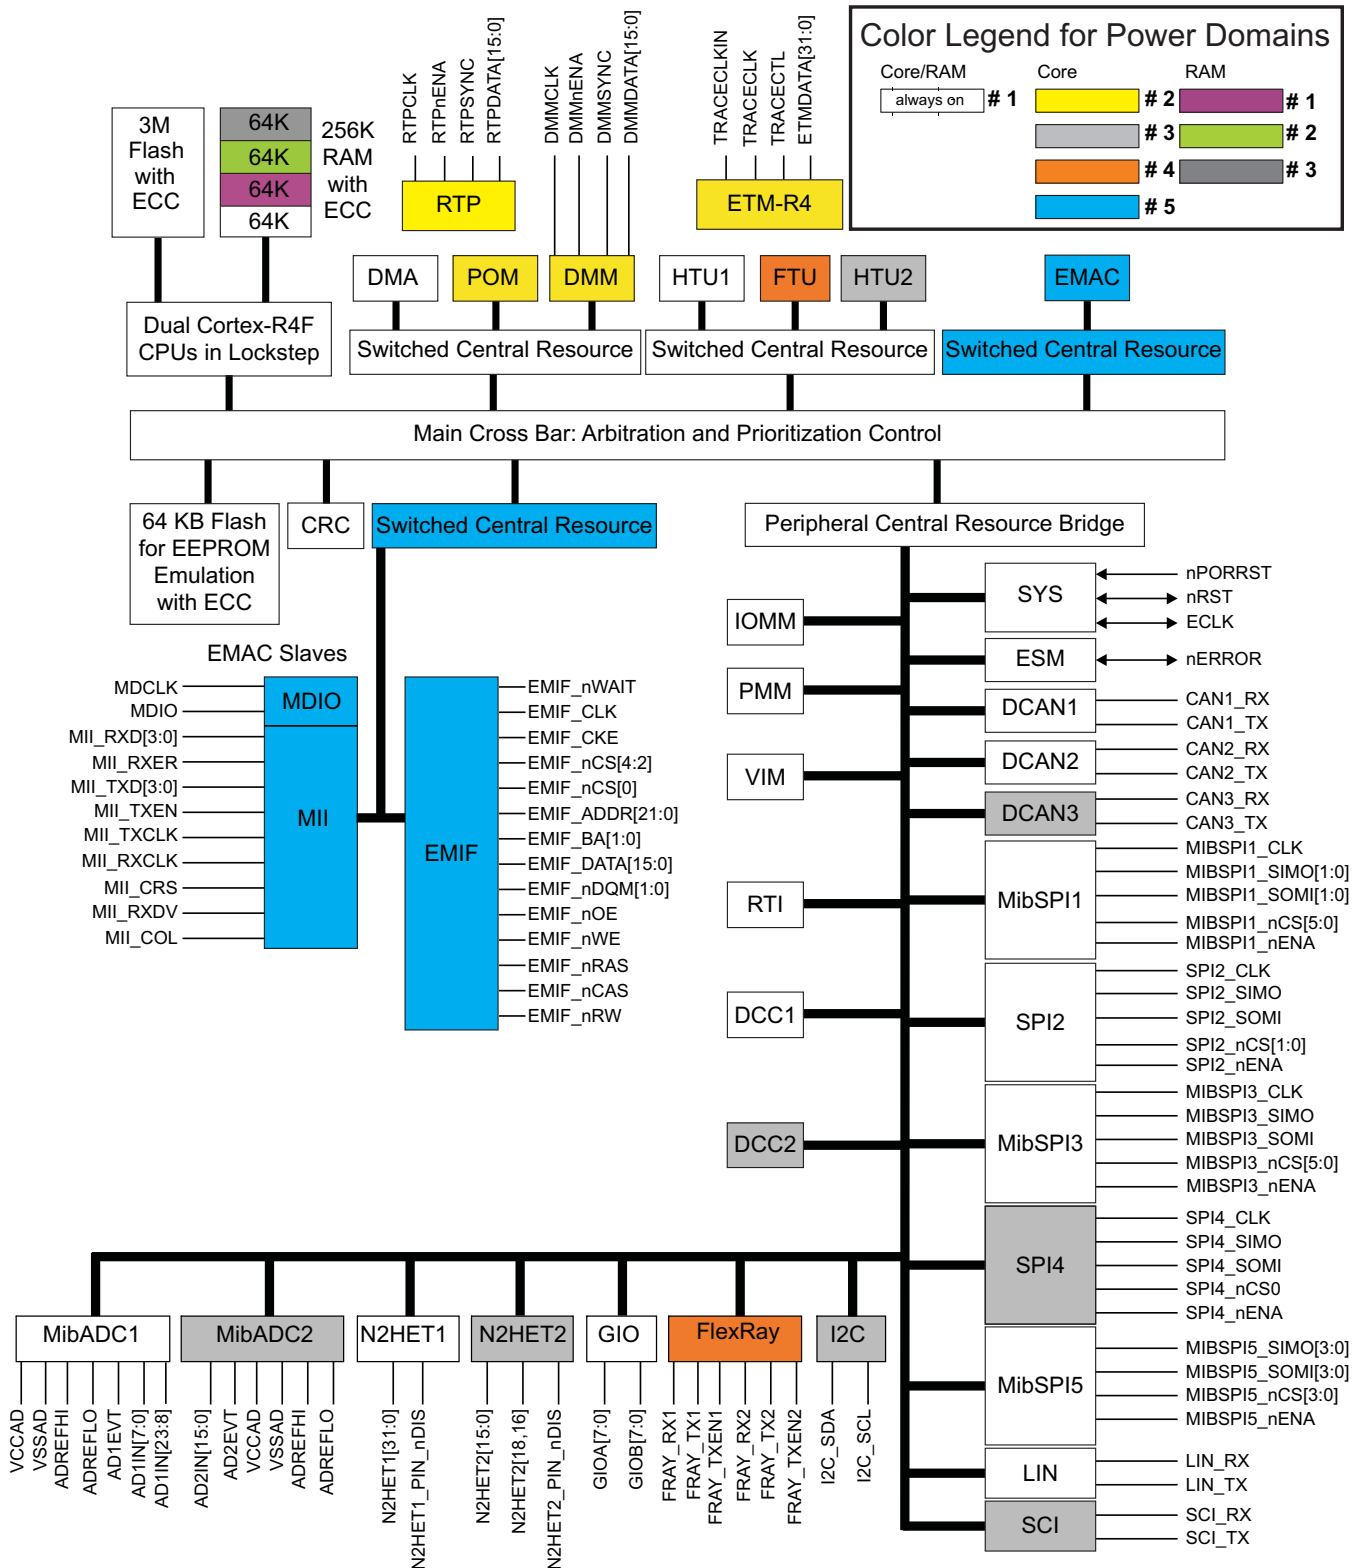 Color Legend for Power Domains
Core/RAM
Core
RAM
always on
# 1
# 2
# 1
# 3
# 2
# 4
# 3
# 5
RTPCLK
RTPnENA
RTPSYNC
RTPDATA[15:0]
DMMCLK
DMMnENA
DMMSYNC
DMMDATA[15:0]
TRACECLKIN
TRACECLK
TRACECTL
ETMDATA[31:0]
3M
Flash
with
ECC
64K
64K
64K
64K
256K
RAM
with
ECC
RTP
ETM-R4
DMA
POM
DMM
HTU1
FTU
HTU2
EMAC
Dual Cortex-R4F
CPUs in Lockstep
Switched Central Resource
Switched Central Resource
Switched Central Resource
Main Cross Bar: Arbitration and Prioritization Control
64 KB Flash
for EEPROM
Emulation
with ECC
CRC
Switched Central Resource
Peripheral Central Resource Bridge
EMAC Slaves
MDCLK
MDIO
MII_RXD[3:0]
MII_RXER
MII_TXD[3:0]
MII_TXEN
MII_TXCLK
MII_RXCLK
MII_CRS
MII_RXDV
MII_COL
MDIO
MII
EMIF
EMIF_nWAIT
EMIF_CLK
EMIF_CKE
EMIF_nCS[4:2]
EMIF_nCS[0]
EMIF_ADDR[21:0]
EMIF_BA[1:0]
EMIF_DATA[15:0]
EMIF_nDQM[1:0]
EMIF_nOE
EMIF_nWE
EMIF_nRAS
EMIF_nCAS
EMIF_nRW
IOMM
PMM
VIM
RTI
DCC1
DCC2
SYS
nPORRST
nRST
ECLK
ESM
nERROR
DCAN1
CAN1_RX
CAN1_TX
DCAN2
CAN2_RX
CAN2_TX
DCAN3
CAN3_RX
CAN3_TX
MibSPI1
MIBSPI1_CLK
MIBSPI1_SIMO[1:0]
MIBSPI1_SOMI[1:0]
MIBSPI1_nCS[5:0]
MIBSPI1_nENA
SPI2
SPI2_CLK
SPI2_SIMO
SPI2_SOMI
SPI2_nCS[1:0]
SPI2_nENA
MibSPI3
MIBSPI3_CLK
MIBSPI3_SIMO
MIBSPI3_SOMI
MIBSPI3_nCS[5:0]
MIBSPI3_nENA
SPI4
SPI4_CLK
SPI4_SIMO
SPI4_SOMI
SPI4_nCS0
SPI4_nENA
MibSPI5
MIBSPI5_SIMO[3:0]
MIBSPI5_SOMI[3:0]
MIBSPI5_nCS[3:0]
MIBSPI5_nENA
LIN
LIN_RX
LIN_TX
SCI
SCI_RX
SCI_TX
MibADC1
MibADC2
N2HET1
N2HET2
GIO
FlexRay
I2C
VCCAD
VSSAD
ADREFHI
ADREFLO
AD1EVT
AD1IN[7:0]
AD1IN[23:8]
AD2IN[15:0]
AD2EVT
VCCAD
VSSAD
ADREFHI
ADREFLO
N2HET1[31:0]
N2HET1_PIN_nDIS
N2HET2[15:0]
N2HET2[18,16]
N2HET2_PIN_nDIS
GIOA[7:0]
GIOB[7:0]
FRAY_RX1
FRAY_TX1
FRAY_TXEN1
FRAY_RX2
FRAY_TX2
FRAY_TXEN2
I2C_SDA
I2C_SCL